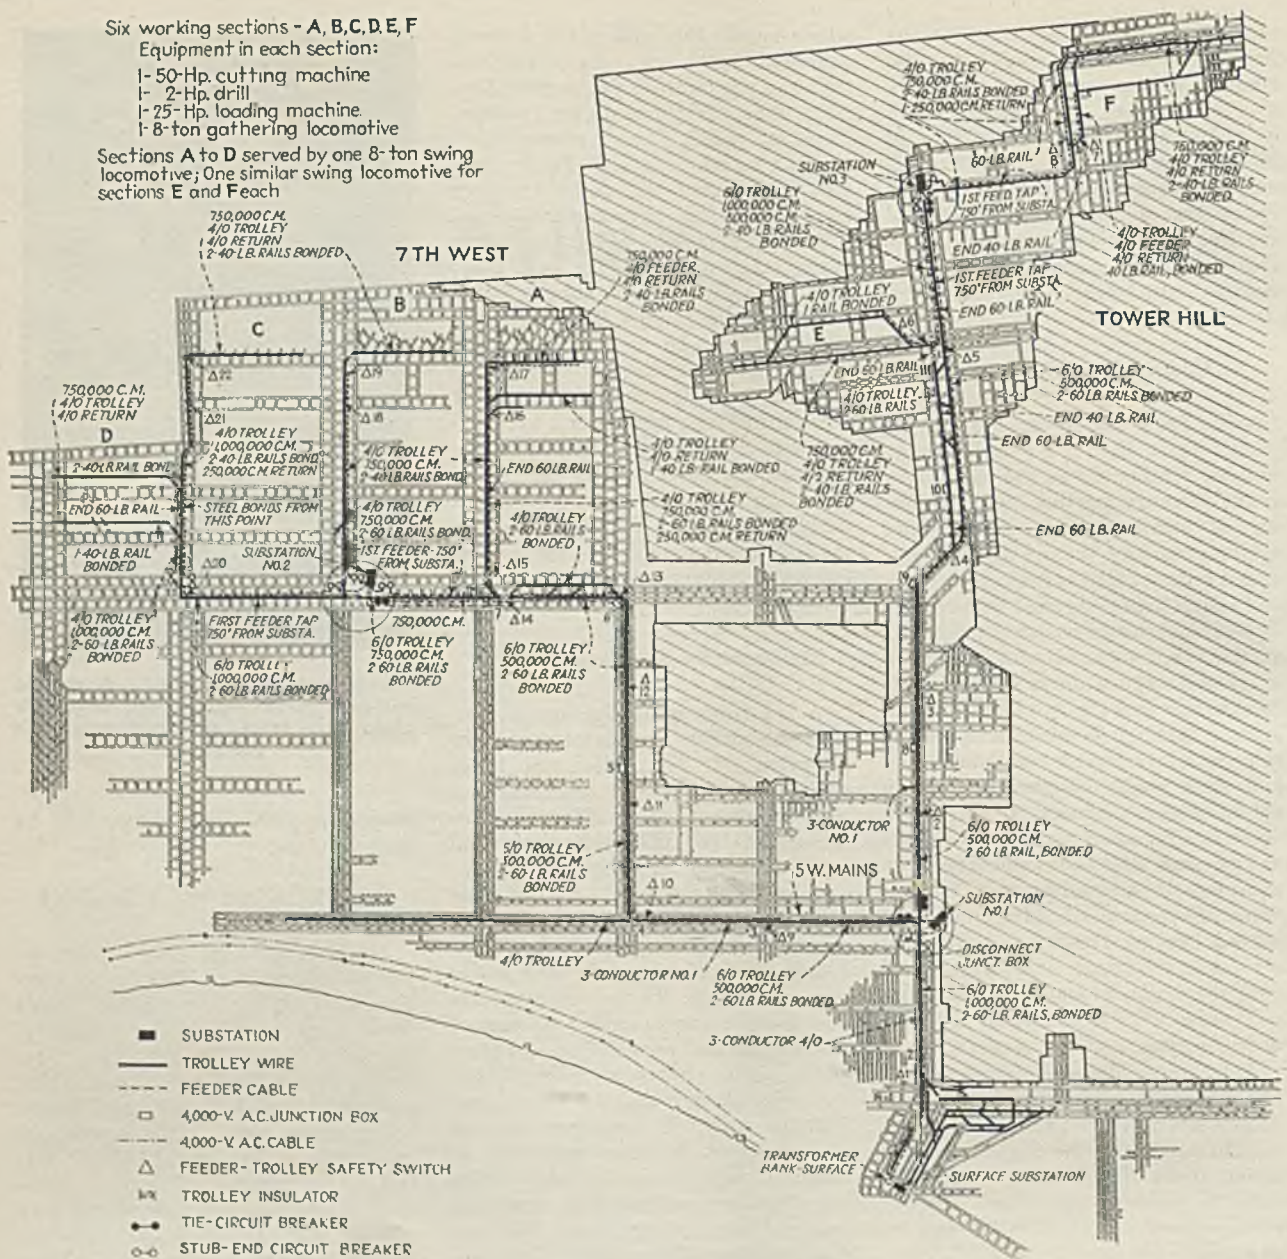 Six working sections - A, B, C, D, E, F
Equipment in each section:
1- 50-Hp. cutting machine
1- 2-Hp. drill
1-25-Hp. loading machine.
1-8-ton gathering locomotive
Sections A to D served by one 8-ton swing
locomotive; One similar swing locomotive for
sections E and F each
750,000 C.M.
4/0 TROLLEY
4/0 RETURN
2-40-LB. RAILS BONDED
7TH WEST
750,000 C.M.
4/0 FEEDER
4/0 RETURN
2-40-LB. RAILS
BONDED
4/0 TROLLEY
750,000 C.M.
2-40-LB. RAILS BONDED
1-250,000 C.M. RETURN
SUBSTATION
NO.3
6/0 TROLLEY
1,000,000 C.M.
500,000 C.M.
2-40-LB. RAILS
BONDED
60-LB. RAIL
1ST. FEED TAP
750' FROM SUBSTA.
F
750,000 C.M.
4/0 TROLLEY
4/0 RETURN
2-40-LB. RAILS
BONDED
END 40 LB. RAIL
4/0 TROLLEY
4/0 FEEDER
4/0 RETURN
40 LB. RAIL, BONDED
1ST. FEEDER TAP
750' FROM SUBSTA.
END 60 LB. RAIL
TOWER HILL
4/0 TROLLEY
1 RAIL BONDED
E
END 60 LB. RAIL
4/0 TROLLEY
2-60 LB. RAILS
6/0 TROLLEY
500,000 C.M.
2-60 LB. RAILS BONDED
END 40 LB. RAIL
END 60 LB. RAIL
END 60 LB. RAIL
C
B
A
D
750,000 C.M.
4/0 TROLLEY
4/0 RETURN
22
19
17
21
18
16
4/0 TROLLEY
1,000,000 C.M.
2-40-LB. RAILS BOND.
250,000 C.M. RETURN
4/0 TROLLEY
750,000 C.M.
2-40-LB. RAILS BOND.
END 60 LB. RAIL
4/0 TROLLEY
4/0 RETURN
1-40 LB. RAIL BONDED
750,000 C.M.
4/0 TROLLEY
2-40-LB. RAILS
BONDED
2-40 LB. RAIL BOND.
END 60-LB. RAIL
STEEL BONDS FROM
THIS POINT
4/0 TROLLEY
750,000 C.M.
2-60 LB. RAILS BOND.
4/0 TROLLEY
2-60 LB. RAILS
BONDED
4/0 TROLLEY
750,000 C.M.
2-60-LB. RAILS BONDED
250,000 C.M. RETURN
1-40-LB. RAIL
BONDED
20
SUBSTATION
NO.2
1ST FEEDER-750'
FROM SUBSTA.
15
13
4
5
6
4/0 TROLLEY
1,000,000 C.M.
2-60-LB. RAILS
BONDED
FIRST FEEDER TAP
750' FROM SUBSTA.
750,000 C.M.
14
6/0 TROLLEY
1,000,000 C.M.
2-60 LB. RAILS BONDED
6/0 TROLLEY
750,000 C.M.
2 60 LB. RAILS
BONDED
6/0 TROLLEY
500,000 C.M.
2 60 LB. RAILS
BONDED
12
3
11
2
3-CONDUCTOR
NO.1
6/0 TROLLEY
500,000 C.M.
2 60 LB. RAIL, BONDED
500,000 C.M.
2-60-LB. RAILS
BONDED
10
5 W. MAINS
SUBSTATION
NO.1
9
4/0 TROLLEY
3-CONDUCTOR NO.1
6/0 TROLLEY
500,000 C.M.
2-60 LB. RAILS BONDED
DISCONNECT
JUNCT. BOX
6/0 TROLLEY
1,000,000 C.M.
2-60-LB. RAILS, BONDED
3-CONDUCTOR 4/0
1
TRANSFORMER
BANK-SURFACE
SURFACE SUBSTATION
SUBSTATION
TROLLEY WIRE
FEEDER CABLE
4,000-V. A.C. JUNCTION BOX
4,000-V. A.C. CABLE
FEEDER-TROLLEY SAFETY SWITCH
TROLLEY INSULATOR
TIE-CIRCUIT BREAKER
STUB-END CIRCUIT BREAKER